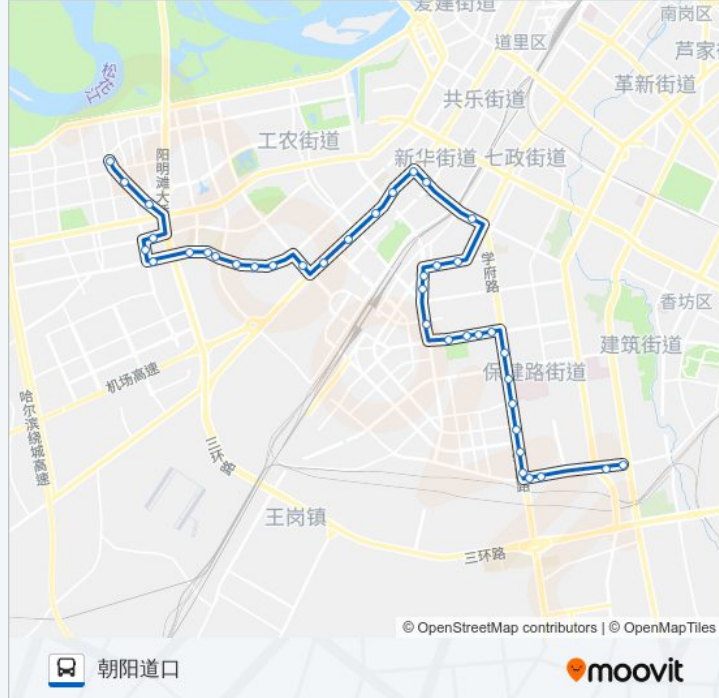 爱建街道
南岗区
道里区
芦家街
革新街道
松花江
共乐街道
工农街道
阳明滩大
新华街道 七政街道
学府路
香坊区
建筑街道
机场高速
保健路街道
哈尔滨绕城高速
三环路
路
王岗镇
三环路
© OpenStreetMap contributors | © OpenMapTiles
朝阳道口
moovit